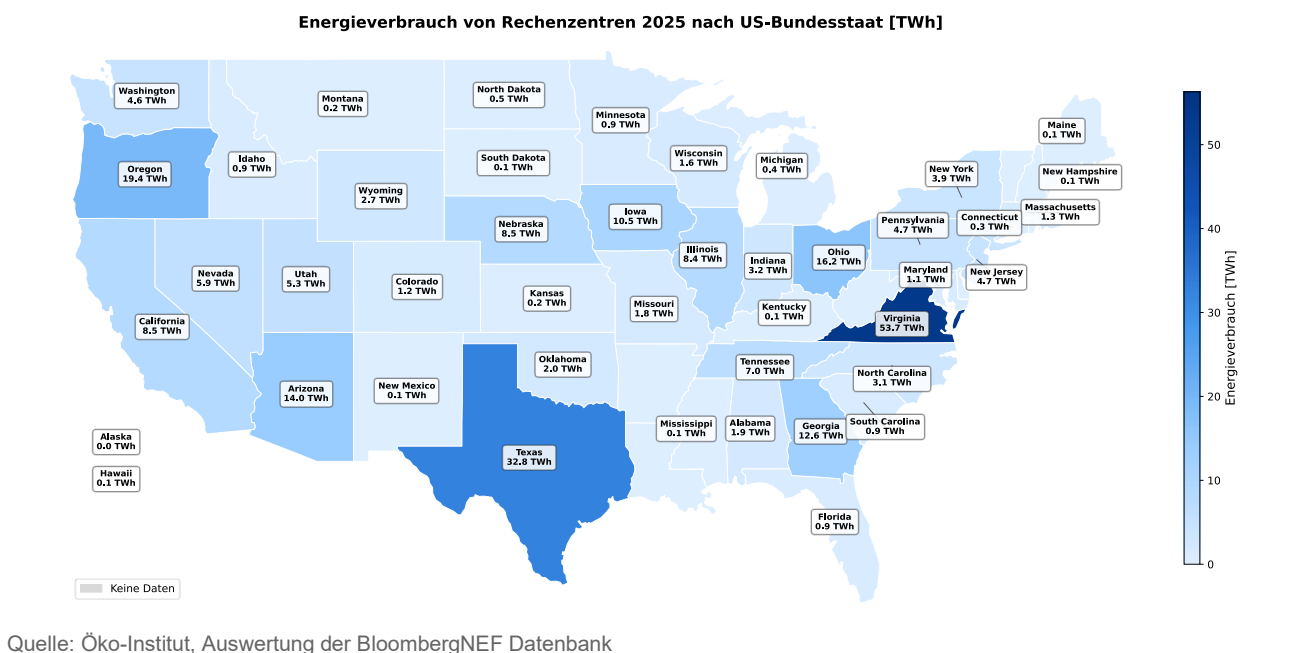 Energieverbrauch von Rechenzentren 2025 nach US-Bundesstaat [TWh]
Washington
4.6 TWh
Montana
0.2 TWh
North Dakota
0.5 TWh
Minnesota
0.9 TWh
Maine
0.1 TWh
Oregon
19.4 TWh
Idaho
0.9 TWh
South Dakota
0.1 TWh
Wisconsin
1.6 TWh
Michigan
0.4 TWh
New York
3.9 TWh
New Hampshire
0.1 TWh
Wyoming
2.7 TWh
Nebraska
8.5 TWh
Iowa
10.5 TWh
Massachusetts
1.3 TWh
Pennsylvania
4.7 TWh
Connecticut
0.3 TWh
Illinois
8.4 TWh
Indiana
3.2 TWh
Ohio
16.2 TWh
Nevada
5.9 TWh
Utah
5.3 TWh
Colorado
1.2 TWh
Kansas
0.2 TWh
Maryland
1.1 TWh
New Jersey
4.7 TWh
Missouri
1.8 TWh
Kentucky
0.1 TWh
California
8.5 TWh
Virginia
53.7 TWh
Oklahoma
2.0 TWh
Tennessee
7.0 TWh
North Carolina
3.1 TWh
Arizona
14.0 TWh
New Mexico
0.1 TWh
Mississippi
0.1 TWh
Alabama
1.9 TWh
Georgia
12.6 TWh
South Carolina
0.9 TWh
Alaska
0.0 TWh
Texas
32.8 TWh
Hawaii
0.1 TWh
Florida
0.9 TWh
Keine Daten
50
40
30
20
10
0
Energieverbrauch [TWh]
Quelle: Öko-Institut, Auswertung der BloombergNEF Datenbank